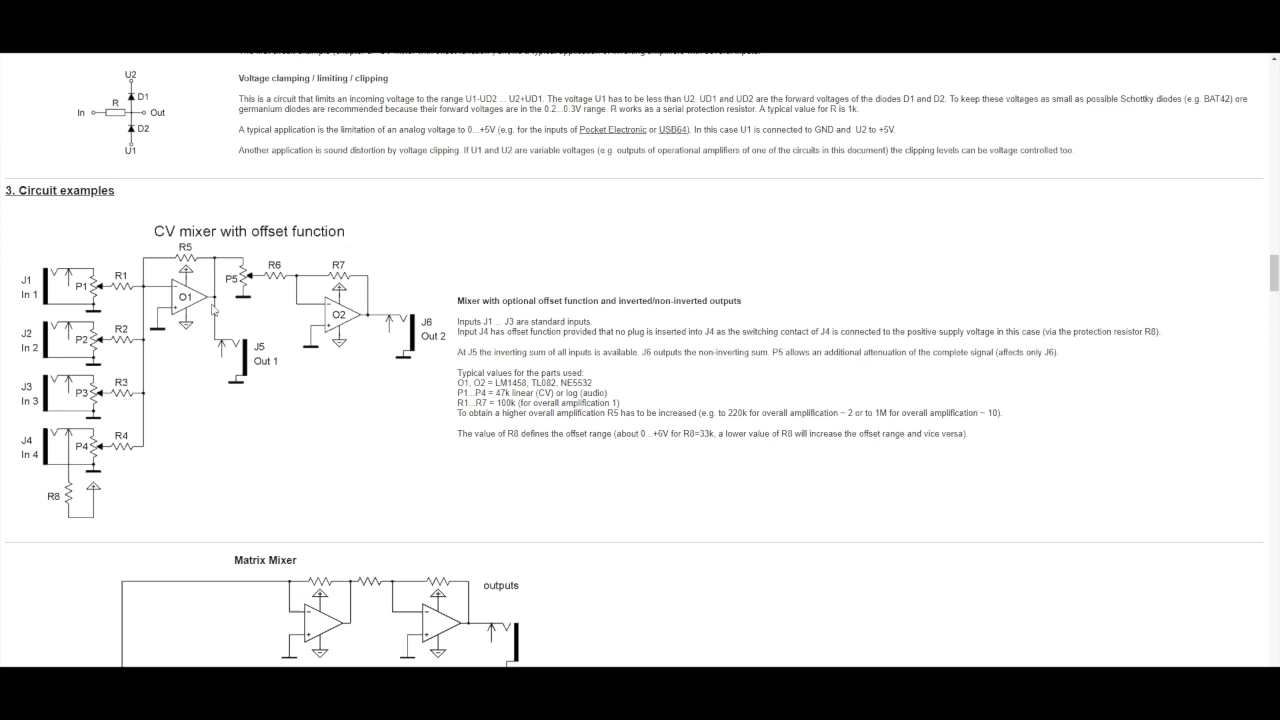 U2
D1
R
In
Out
D2
U1
Voltage clamping / limiting / clipping
This is a circuit that limits an incoming voltage to the range U1-UD2 ... U2+UD1. The voltage U1 has to be less than U2. UD1 and UD2 are the forward voltages of the diodes D1 and D2. To keep these voltages as small as possible Schottky diodes (e.g. BAT42) ore
germanium diodes are recommended because their forward voltages are in the 0.2...0.3V range. R works as a serial protection resistor. A typical value for R is 1k.
A typical application is the limitation of an analog voltage to 0...+5V (e.g. for the inputs of Pocket Electronic or USB64). In this case U1 is connected to GND and U2 to +5V.
Another application is sound distortion by voltage clipping. If U1 and U2 are variable voltages (e.g. outputs of operational amplifiers of one of the circuits in this document) the clipping levels can be voltage controlled too.
3. Circuit examples
CV mixer with offset function
R5
J1
In 1
P1
R1
O1
P5
R6
R7
O2
J6
Out 2
J2
In 2
P2
R2
J5
Out 1
J3
In 3
P3
R3
J4
In 4
P4
R4
R8
Mixer with optional offset function and inverted/non-inverted outputs
Inputs J1 ... J3 are standard inputs.
Input J4 has offset function provided that no plug is inserted into J4 as the switching contact of J4 is connected to the positive supply voltage in this case (via the protection resistor R8).
At J5 the inverting sum of all inputs is available. J6 outputs the non-inverting sum. P5 allows an additional attenuation of the complete signal (affects only J6).
Typical values for the parts used:
O1, O2 = LM1458, TL082, NE5532
P1...P4 = 47k linear (CV) or log (audio)
R1...R7 = 100k (for overall amplification 1)
To obtain a higher overall amplification R5 has to be increased (e.g. to 220k for overall amplification ~ 2 or to 1M for overall amplification ~ 10).
The value of R8 defines the offset range (about 0...+6V for R8=33k, a lower value of R8 will increase the offset range and vice versa).
Matrix Mixer
outputs